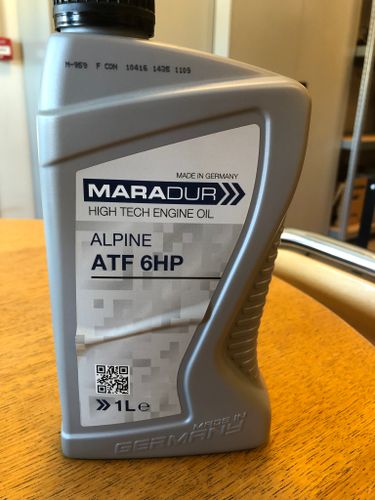 M-959 F CON 10416 1435 1109
MADE IN GERMANY
MARADUR
HIGH TECH ENGINE OIL
ALPINE
ATF 6HP
1L e
MADE IN
GERMANY